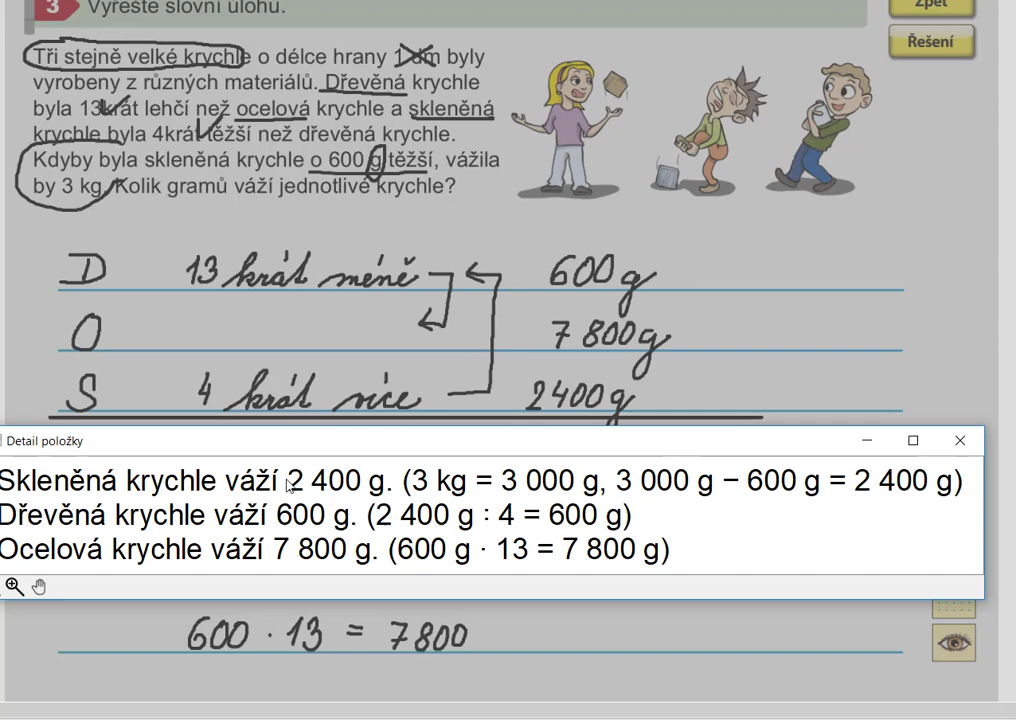 3 Vyřešte slovní úlohu.
Zpět
Řešení
Tři stejně velké krychle o délce hrany 1 dm byly
vyrobeny z různých materiálů. Dřevěná krychle
byla 13krát lehčí než ocelová krychle a skleněná
krychle byla 4krát těžší než dřevěná krychle.
Kdyby byla skleněná krychle o 600 g těžší, vážila
by 3 kg. Kolik gramů váží jednotlivé krychle?
D 13 krát méně 600g
O 7 800g
S 4 krát více 2400g
Detail položky
Skleněná krychle váží 2 400 g. (3 kg = 3 000 g, 3 000 g − 600 g = 2 400 g)
Dřevěná krychle váží 600 g. (2 400 g : 4 = 600 g)
Ocelová krychle váží 7 800 g. (600 g · 13 = 7 800 g)
600 · 13 = 7800